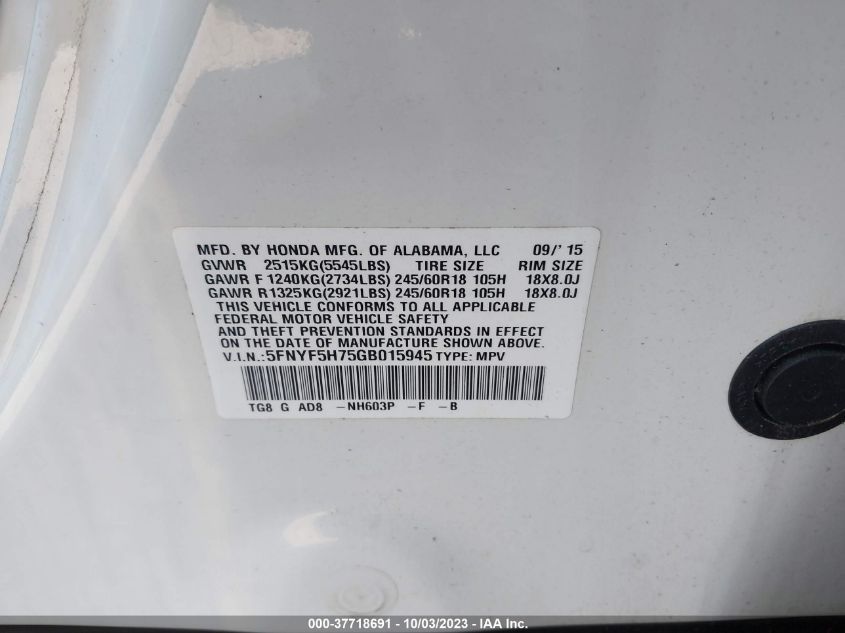 MFD. BY HONDA MFG. OF ALABAMA, LLC 09/' 15
GVWR 2515KG(5545LBS) TIRE SIZE RIM SIZE
GAWR F 1240KG(2734LBS) 245/60R18 105H 18X8.0J
GAWR R 1325KG(2921LBS) 245/60R18 105H 18X8.0J
THIS VEHICLE CONFORMS TO ALL APPLICABLE
FEDERAL MOTOR VEHICLE SAFETY
AND THEFT PREVENTION STANDARDS IN EFFECT
ON THE DATE OF MANUFACTURE SHOWN ABOVE.
V.I.N.: 5FNYF5H75GB015945 TYPE: MPV
TG8 G AD8 -NH603P -F -B
000-37718691 - 10/03/2023 - IAA Inc.